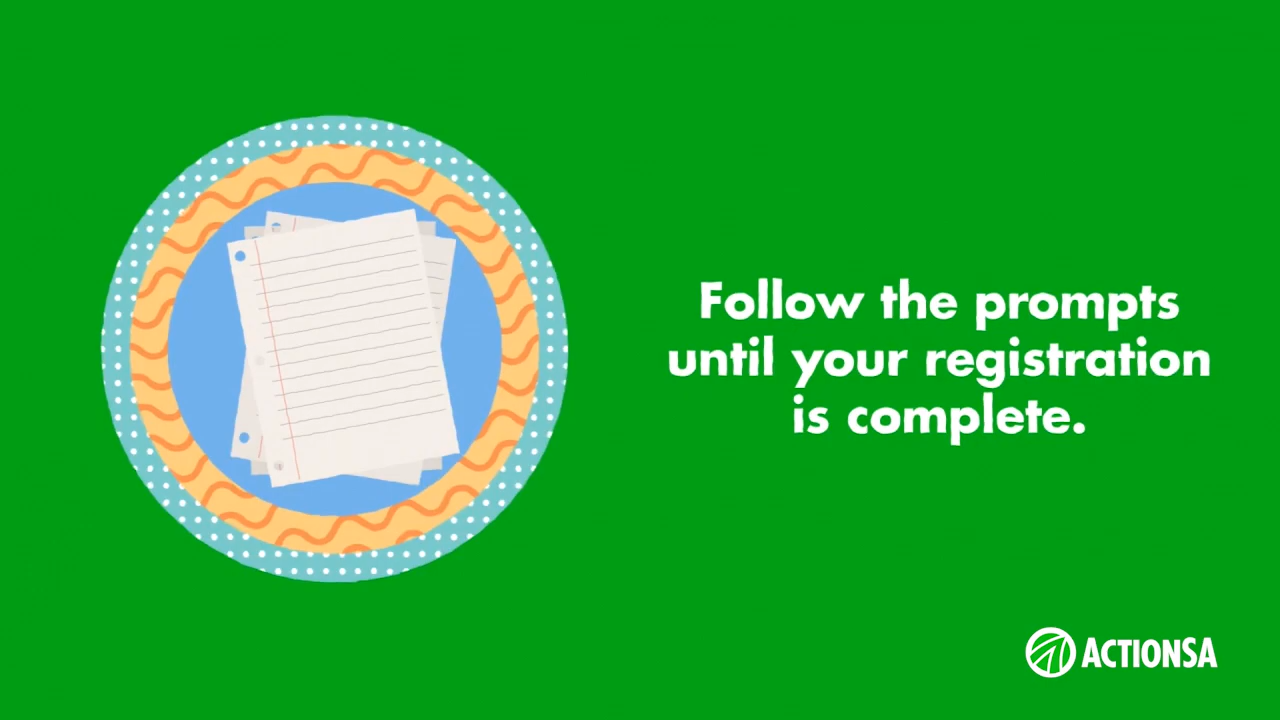 Follow the prompts
until your registration
is complete.
ACTIONSA